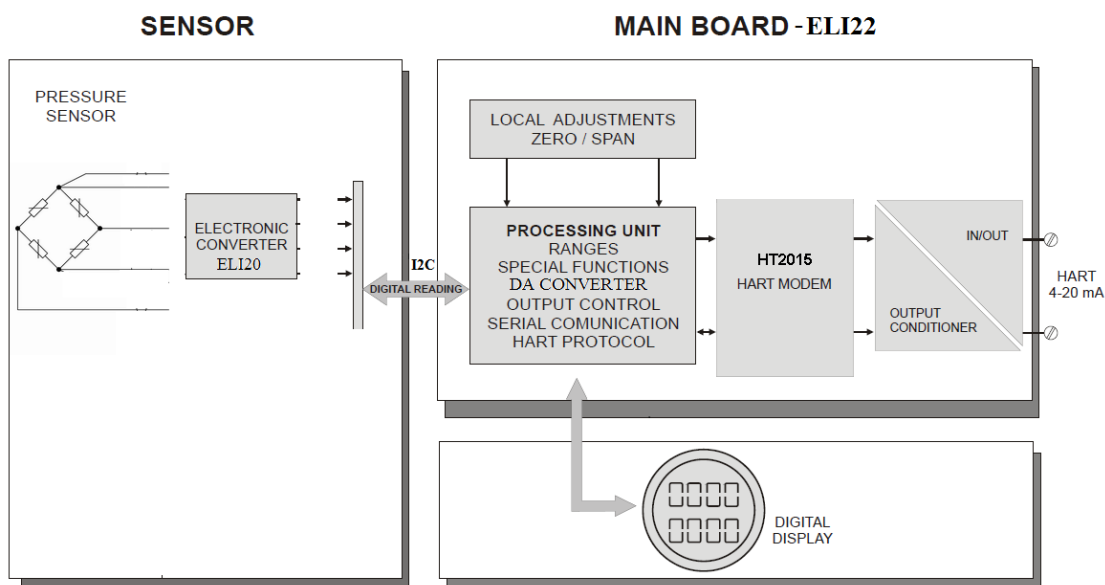 SENSOR
MAIN BOARD - ELI22
PRESSURE
SENSOR
ELECTRONIC
CONVERTER
ELI20
I2C
DIGITAL READING
LOCAL ADJUSTMENTS
ZERO / SPAN
PROCESSING UNIT
RANGES
SPECIAL FUNCTIONS
DA CONVERTER
OUTPUT CONTROL
SERIAL COMUNICATION
HART PROTOCOL
HT2015
HART MODEM
IN/OUT
OUTPUT
CONDITIONER
HART
4-20 mA
DIGITAL
DISPLAY